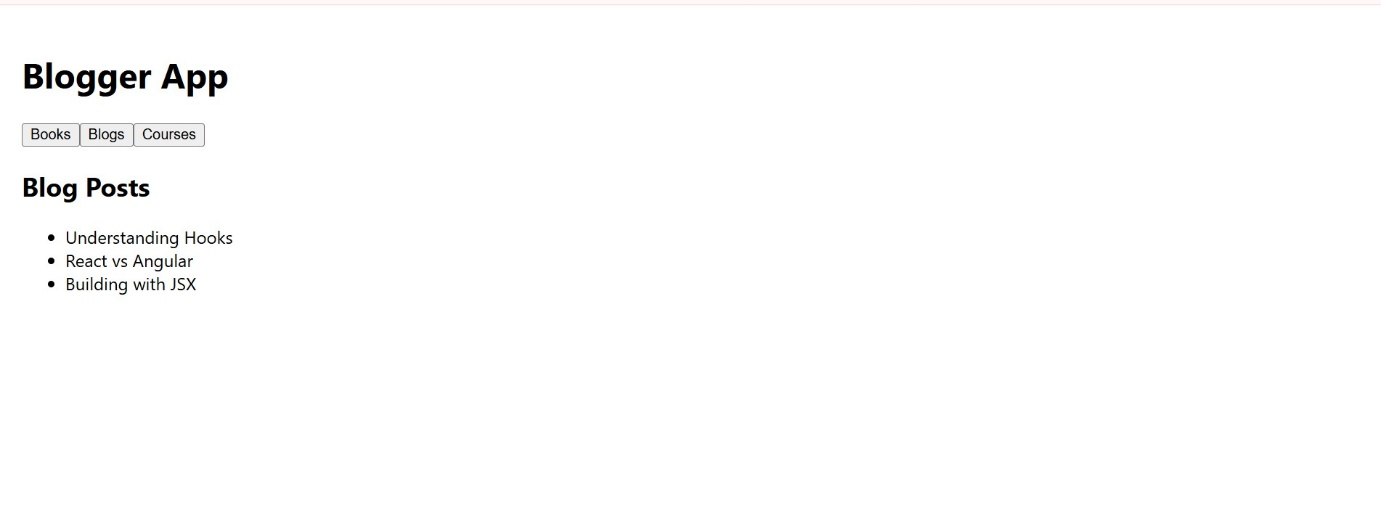 Blogger App
Books Blogs Courses
Blog Posts
Understanding Hooks
React vs Angular
Building with JSX